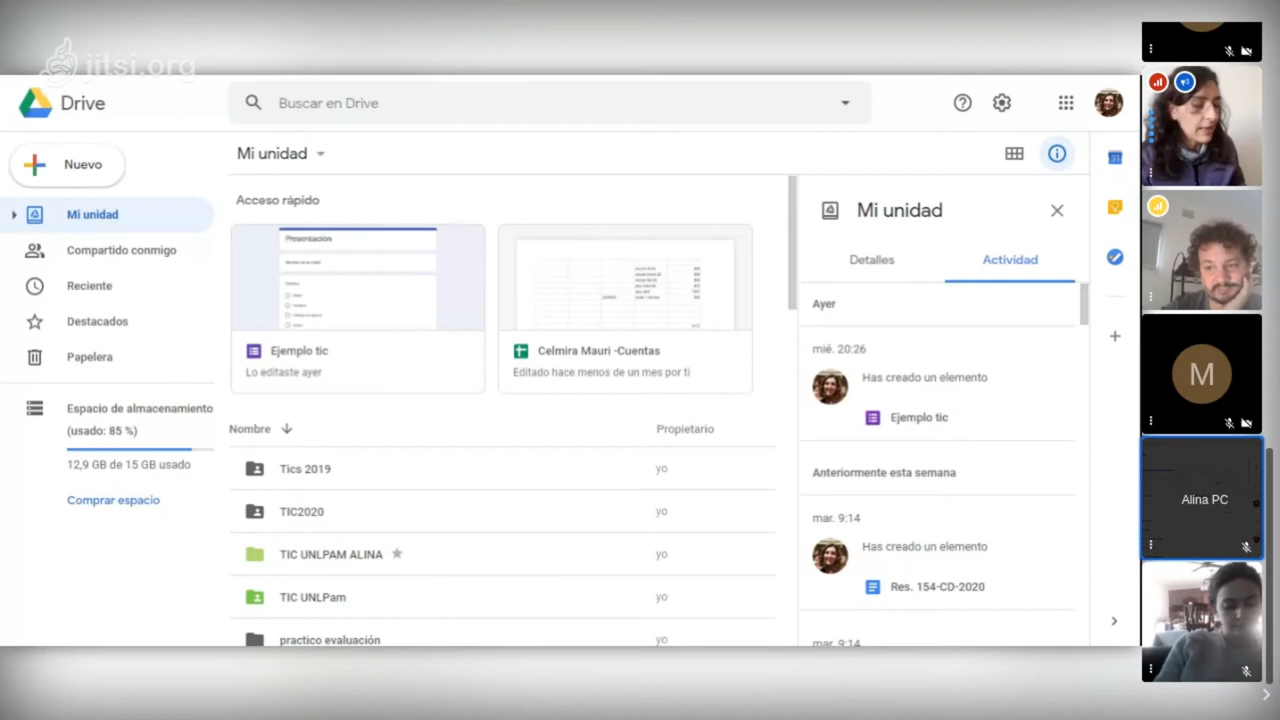 jitsi.org
Drive
Buscar en Drive
Nuevo
Mi unidad
Mi unidad
Compartido conmigo
Reciente
Destacados
Papelera
Espacio de almacenamiento
(usado: 85 %)
12,9 GB de 15 GB usado
Comprar espacio
Acceso rápido
Presentación
Ejemplo tic
Lo editaste ayer
Celmira Mauri -Cuentas
Editado hace menos de un mes por ti
Nombre
Propietario
Tics 2019
yo
TIC2020
yo
TIC UNLPAM ALINA
yo
TIC UNLPam
yo
practico evaluación
yo
Mi unidad
Detalles
Actividad
Ayer
mié. 20:26
Has creado un elemento
Ejemplo tic
Anteriormente esta semana
mar. 9:14
Has creado un elemento
Res. 154-CD-2020
mar. 9:14
31
M
Alina PC